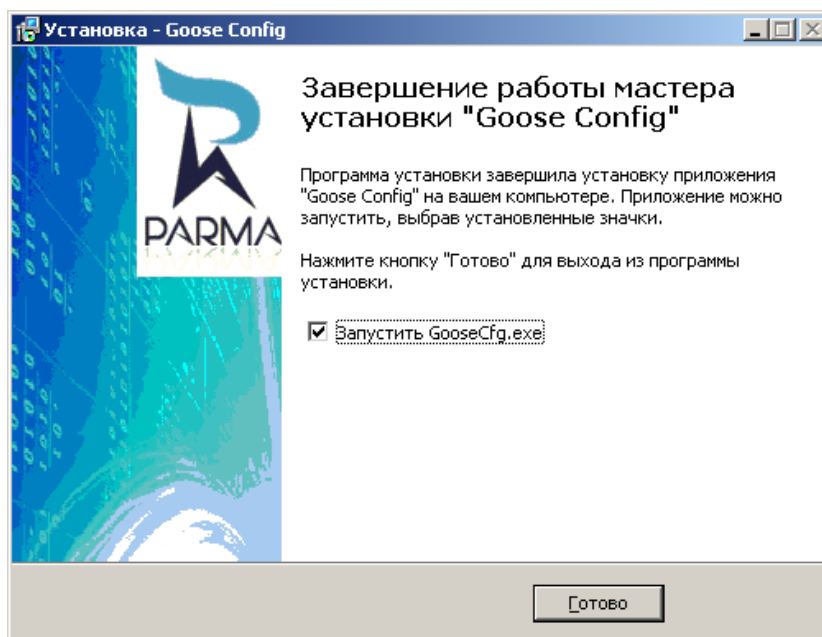 Установка - Goose Config
PARMA
Завершение работы мастера
установки "Goose Config"
Программа установки завершила установку приложения
"Goose Config" на вашем компьютере. Приложение можно
запустить, выбрав установленные значки.
Нажмите кнопку "Готово" для выхода из программы
установки.
Запустить GooseCfg.exe
Готово